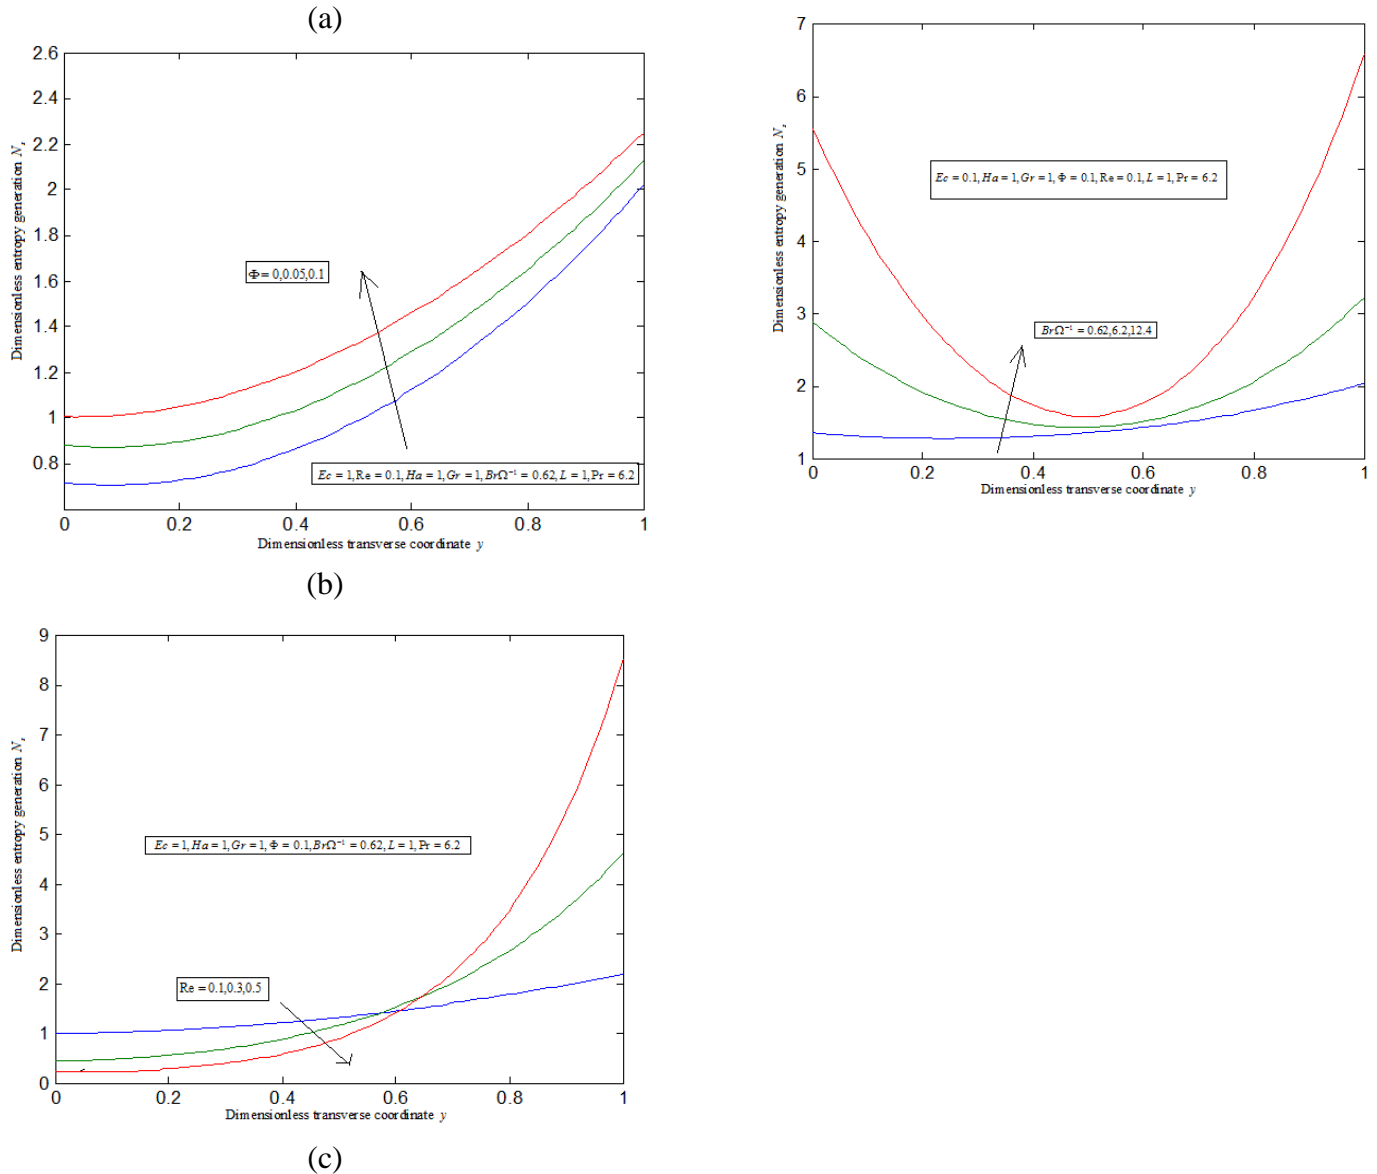 (a)
2.6
2.4
2.2
2
1.8
1.6
1.4
1.2
1
0.8
Dimensionless entropy generation Nₛ
Φ = 0,0.05,0.1
Ec = 1,Re = 0.1,Ha = 1,Gr = 1,BrΩ⁻¹ = 0.62,L = 1,Pr = 6.2
0 0.2 0.4 0.6 0.8 1
Dimensionless transverse coordinate y
7
6
5
4
3
2
1
Dimensionless entropy generation Nₛ
Ec = 0.1,Ha = 1,Gr = 1,Φ = 0.1,Re = 0.1,L = 1,Pr = 6.2
BrΩ⁻¹ = 0.62,6.2,12.4
0 0.2 0.4 0.6 0.8 1
Dimensionless transverse coordinate y
(b)
9
8
7
6
5
4
3
2
1
0
Dimensionless entropy generation Nₛ
Ec = 1,Ha = 1,Gr = 1,Φ = 0.1,BrΩ⁻¹ = 0.62,L = 1,Pr = 6.2
Re = 0.1,0.3,0.5
0 0.2 0.4 0.6 0.8 1
Dimensionless transverse coordinate y
(c)